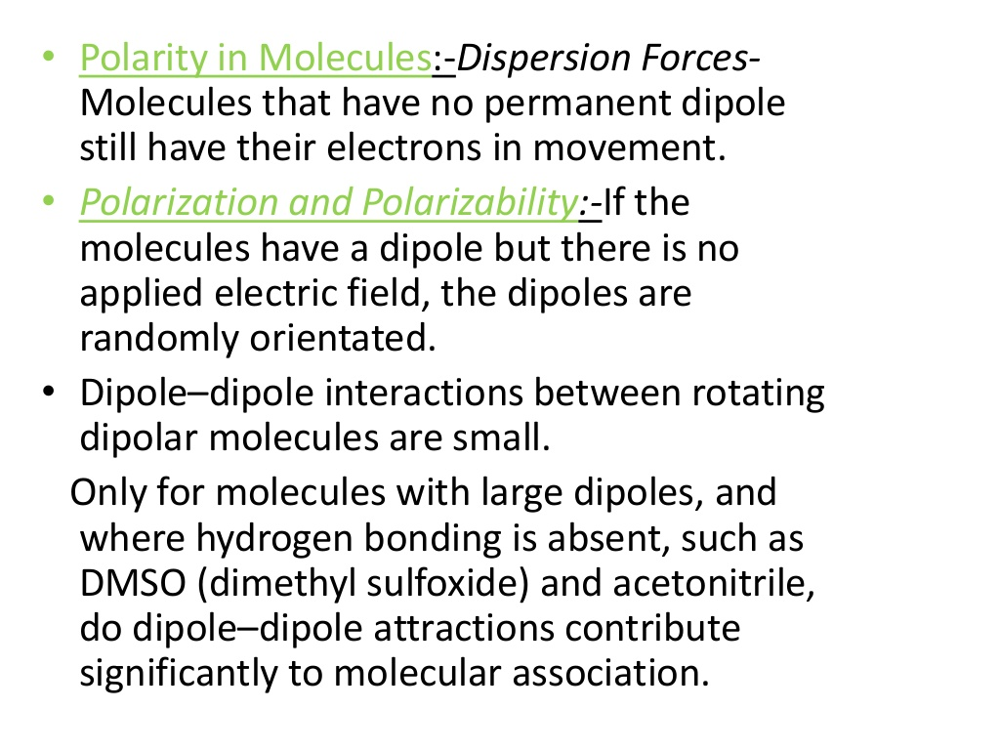 • Polarity in Molecules:-Dispersion Forces-
Molecules that have no permanent dipole
still have their electrons in movement.
• Polarization and Polarizability:-If the
molecules have a dipole but there is no
applied electric field, the dipoles are
randomly orientated.
• Dipole–dipole interactions between rotating
dipolar molecules are small.
Only for molecules with large dipoles, and
where hydrogen bonding is absent, such as
DMSO (dimethyl sulfoxide) and acetonitrile,
do dipole–dipole attractions contribute
significantly to molecular association.